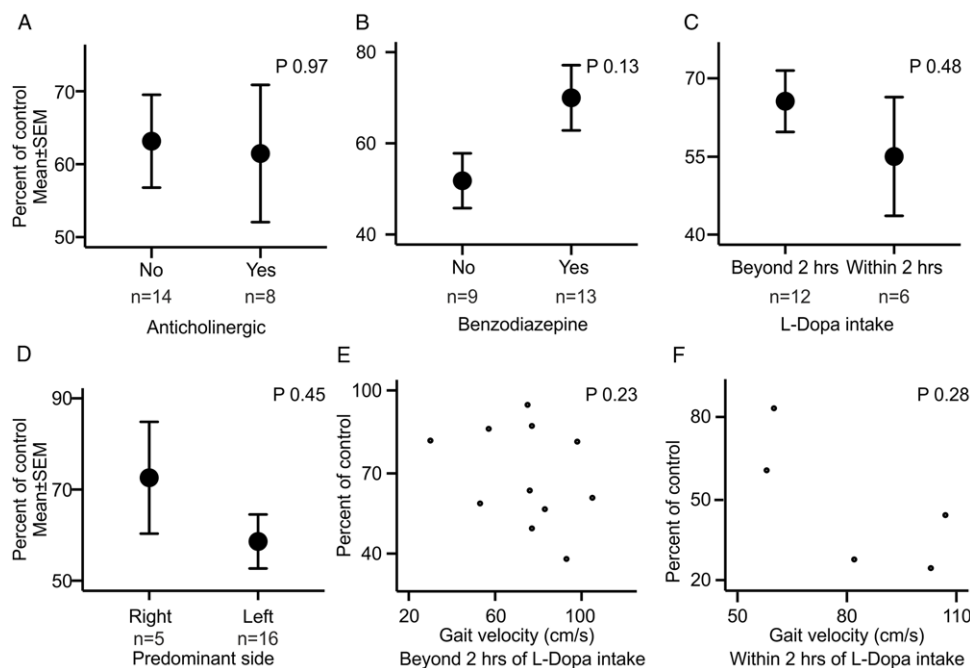 A
P 0.97
Percent of control
Mean±SEM
70
60
50
No Yes
n=14 n=8
Anticholinergic
B
P 0.13
80
60
40
No Yes
n=9 n=13
Benzodiazepine
C
P 0.48
70
55
40
Beyond 2 hrs Within 2 hrs
n=12 n=6
L-Dopa intake
D
P 0.45
Percent of control
Mean±SEM
90
70
50
Right Left
n=5 n=16
Predominant side
E
P 0.23
Percent of control
100
70
40
20 60 100
Gait velocity (cm/s)
Beyond 2 hrs of L-Dopa intake
F
P 0.28
Percent of control
80
50
20
50 80 110
Gait velocity (cm/s)
Within 2 hrs of L-Dopa intake